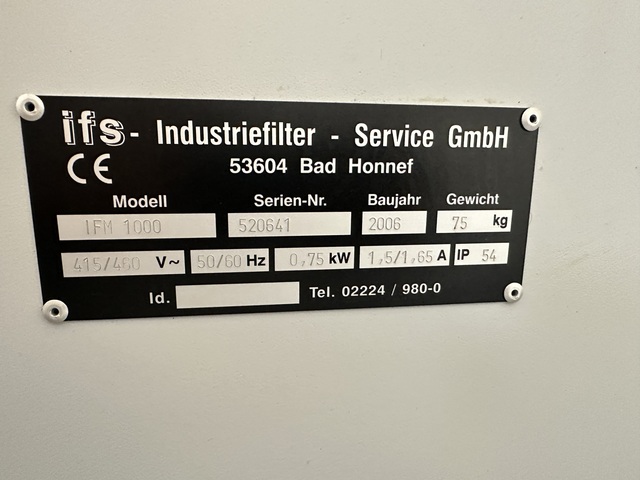 ifs - Industriefilter - Service GmbH
53604 Bad Honnef
CE
Modell Serien-Nr. Baujahr Gewicht
IFM 1000 520641 2006 75 kg
415/460 V~ 50/60 Hz 0,75 kW 1,5/1,65 A IP 54
Id. Tel. 02224 / 980-0